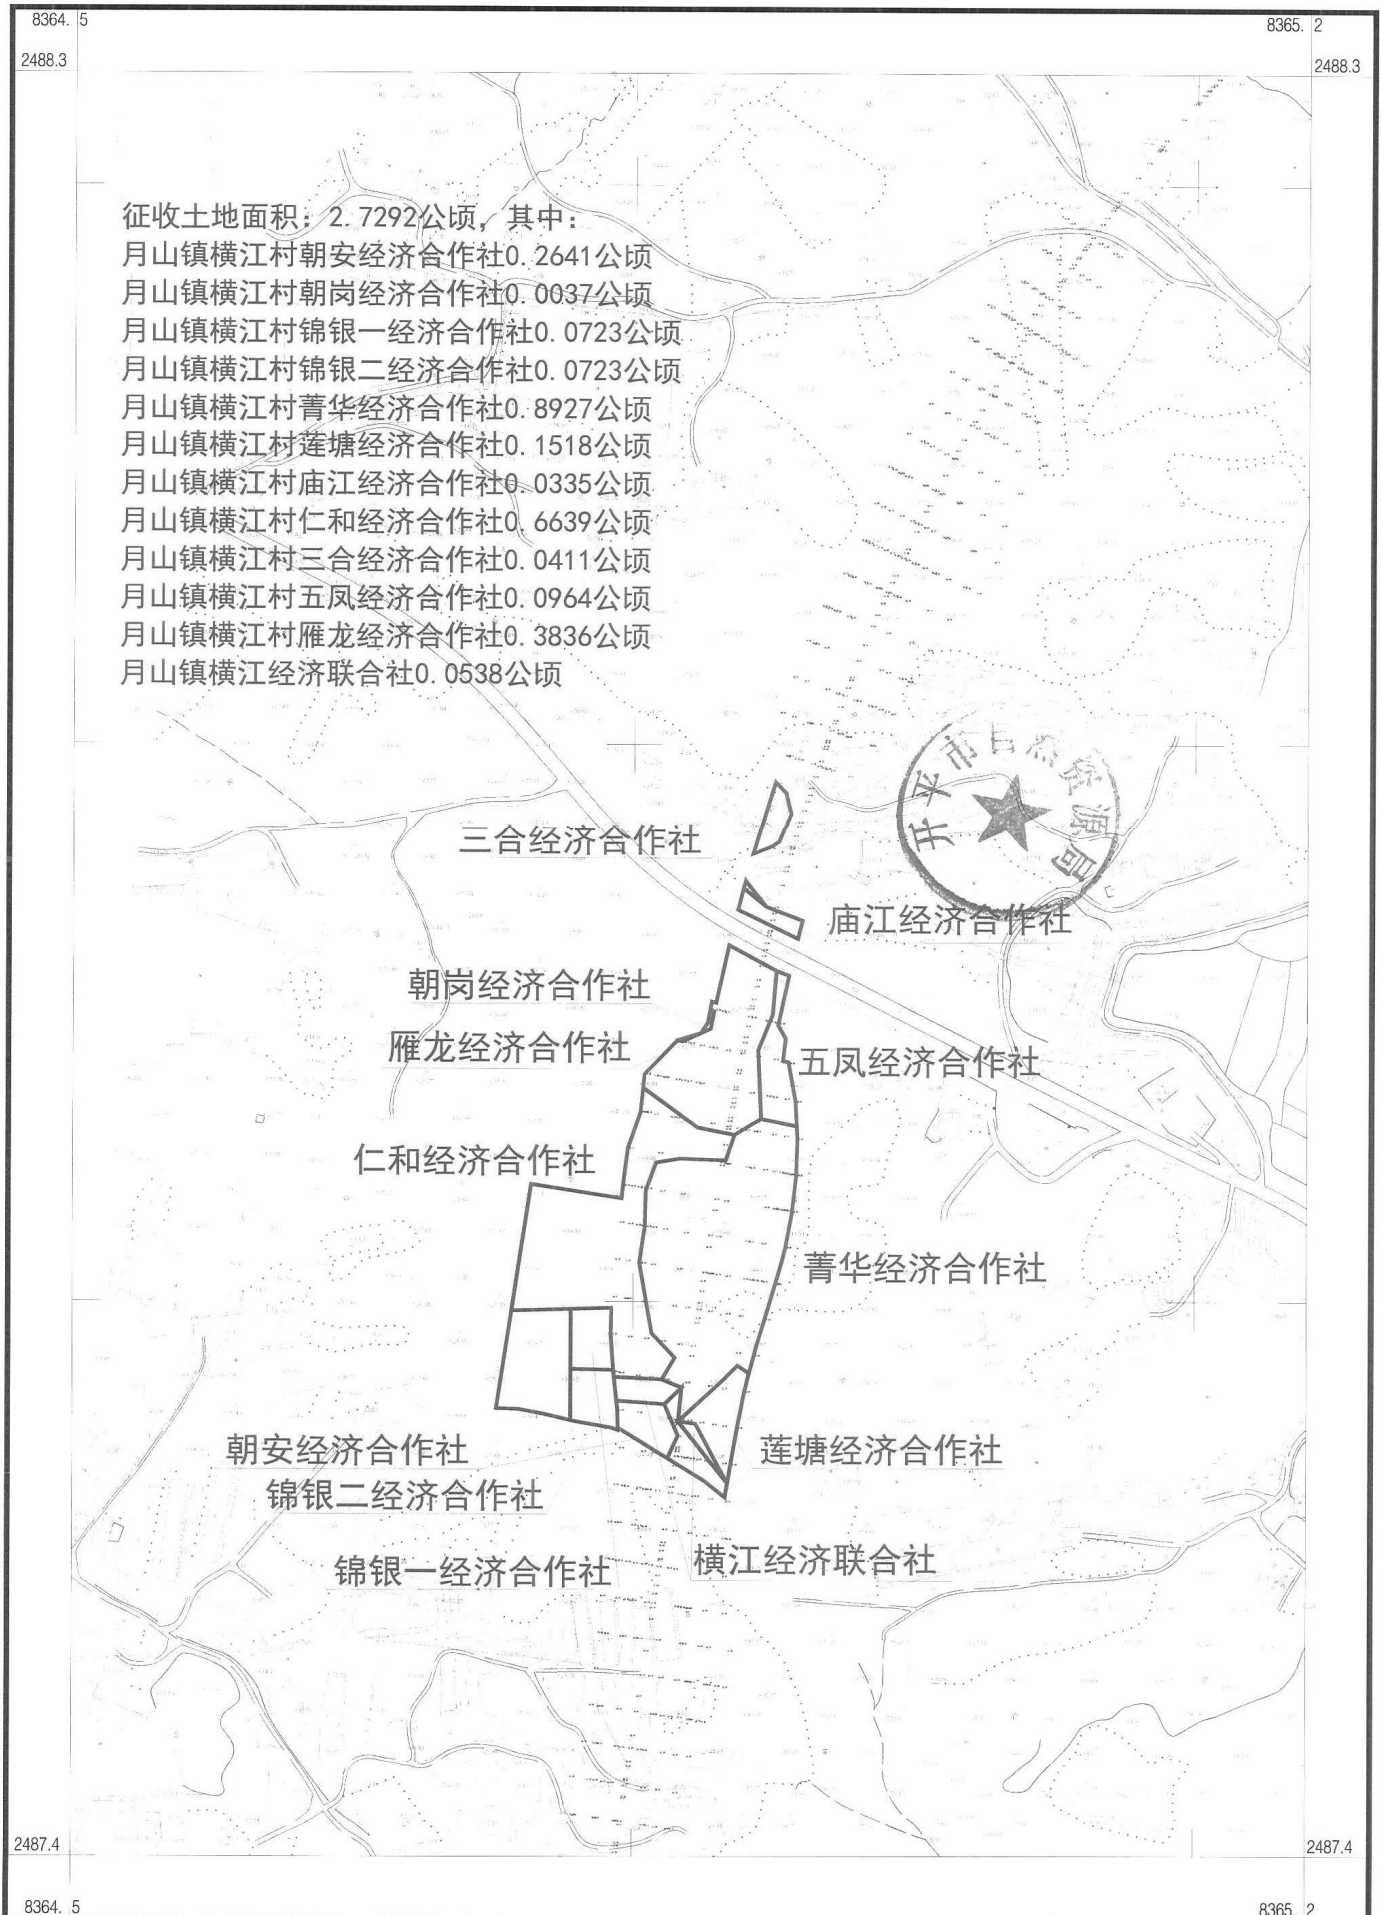 8364. 5
8365. 2
2488.3
2488.3
征收土地面积：2.7292公顷，其中：
月山镇横江村朝安经济合作社0.2641公顷
月山镇横江村朝岗经济合作社0.0037公顷
月山镇横江村锦银一经济合作社0.0723公顷
月山镇横江村锦银二经济合作社0.0723公顷
月山镇横江村菁华经济合作社0.8927公顷
月山镇横江村莲塘经济合作社0.1518公顷
月山镇横江村庙江经济合作社0.0335公顷
月山镇横江村仁和经济合作社0.6639公顷
月山镇横江村三合经济合作社0.0411公顷
月山镇横江村五凤经济合作社0.0964公顷
月山镇横江村雁龙经济合作社0.3836公顷
月山镇横江经济联合社0.0538公顷
开平市自然资源局
三合经济合作社
庙江经济合作社
朝岗经济合作社
雁龙经济合作社
五凤经济合作社
仁和经济合作社
菁华经济合作社
朝安经济合作社
莲塘经济合作社
锦银二经济合作社
锦银一经济合作社
横江经济联合社
2487.4
2487.4
8364. 5
8365. 2